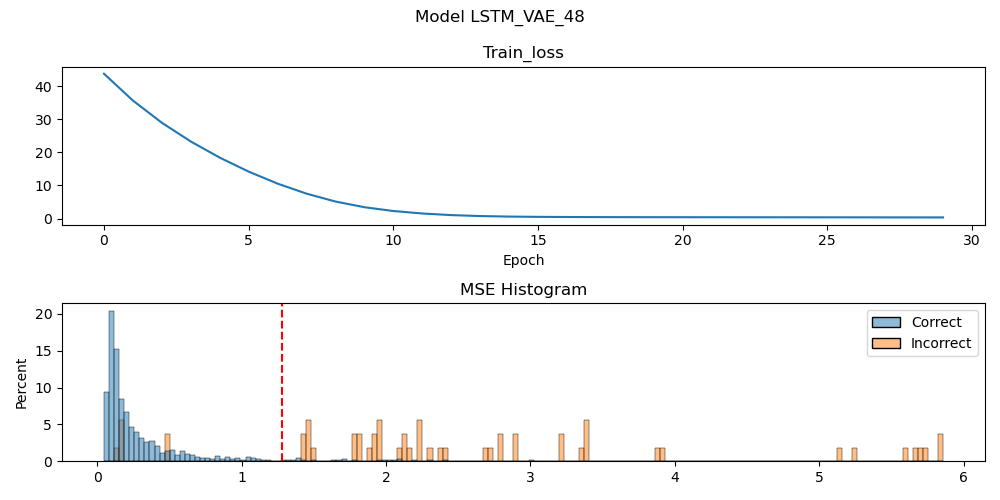 Model LSTM_VAE_48
Train_loss
40
30
20
10
0
0 5 10 15 20 25 30
Epoch
MSE Histogram
Percent
20
15
10
5
0
Correct
Incorrect
0 1 2 3 4 5 6